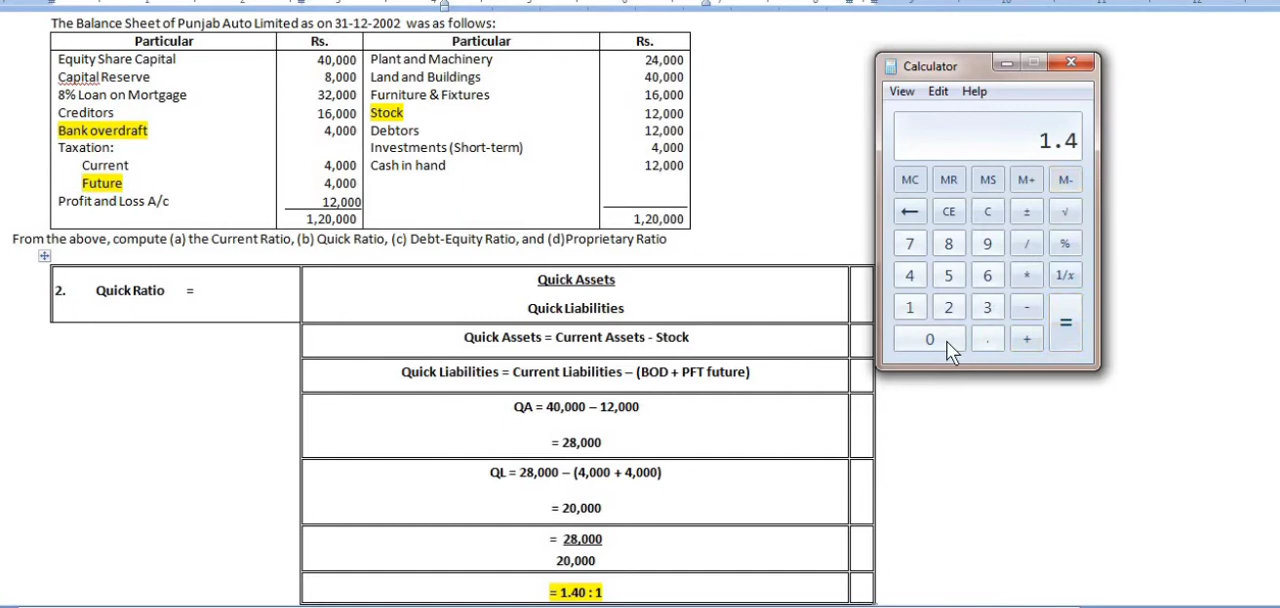 The Balance Sheet of Punjab Auto Limited as on 31-12-2002 was as follows:
Particular Rs. Particular Rs.
Equity Share Capital 40,000 Plant and Machinery 24,000
Capital Reserve 8,000 Land and Buildings 40,000
8% Loan on Mortgage 32,000 Furniture & Fixtures 16,000
Creditors 16,000 Stock 12,000
Bank overdraft 4,000 Debtors 12,000
Taxation: Investments (Short-term) 4,000
Current 4,000 Cash in hand 12,000
Future 4,000
Profit and Loss A/c 12,000
1,20,000 1,20,000
From the above, compute (a) the Current Ratio, (b) Quick Ratio, (c) Debt-Equity Ratio, and (d)Proprietary Ratio
2. Quick Ratio = Quick Assets
Quick Liabilities
Quick Assets = Current Assets - Stock
Quick Liabilities = Current Liabilities – (BOD + PFT future)
QA = 40,000 – 12,000
= 28,000
QL = 28,000 – (4,000 + 4,000)
= 20,000
= 28,000
20,000
= 1.40 : 1
Calculator
View Edit Help
1.4
MC MR MS M+ M-
← CE C ± √
7 8 9 / %
4 5 6 * 1/x
1 2 3 - =
0 . +